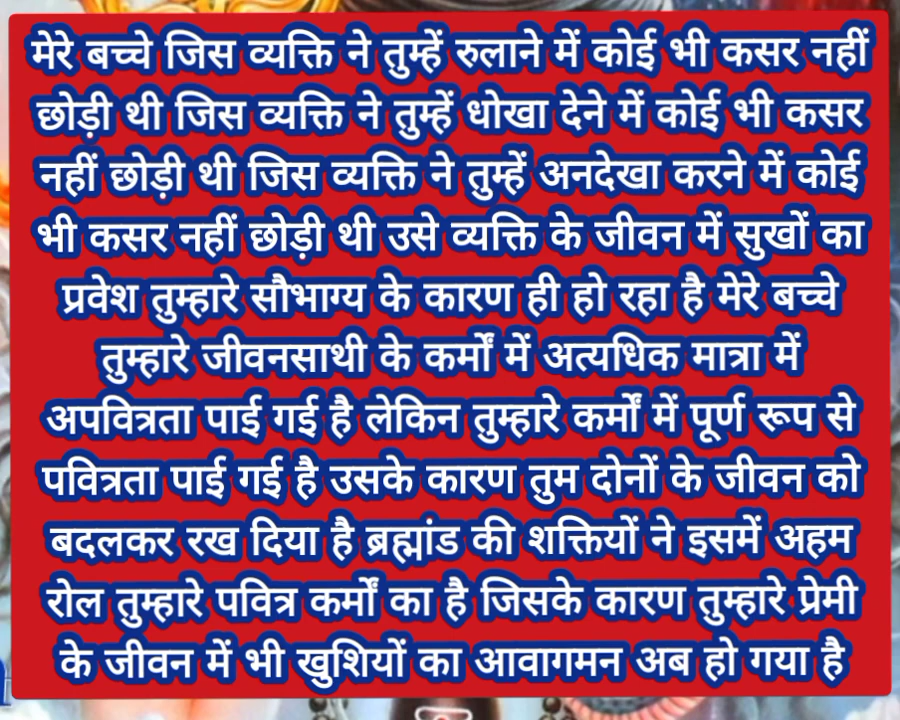 मेरे बच्चे जिस व्यक्ति ने तुम्हें रुलाने में कोई भी कसर नहीं
छोड़ी थी जिस व्यक्ति ने तुम्हें धोखा देने में कोई भी कसर
नहीं छोड़ी थी जिस व्यक्ति ने तुम्हें अनदेखा करने में कोई
भी कसर नहीं छोड़ी थी उसे व्यक्ति के जीवन में सुखों का
प्रवेश तुम्हारे सौभाग्य के कारण ही हो रहा है मेरे बच्चे
तुम्हारे जीवनसाथी के कर्मों में अत्यधिक मात्रा में
अपवित्रता पाई गई है लेकिन तुम्हारे कर्मों में पूर्ण रूप से
पवित्रता पाई गई है उसके कारण तुम दोनों के जीवन को
बदलकर रख दिया है ब्रह्मांड की शक्तियों ने इसमें अहम
रोल तुम्हारे पवित्र कर्मों का है जिसके कारण तुम्हारे प्रेमी
के जीवन में भी खुशियों का आवागमन अब हो गया है